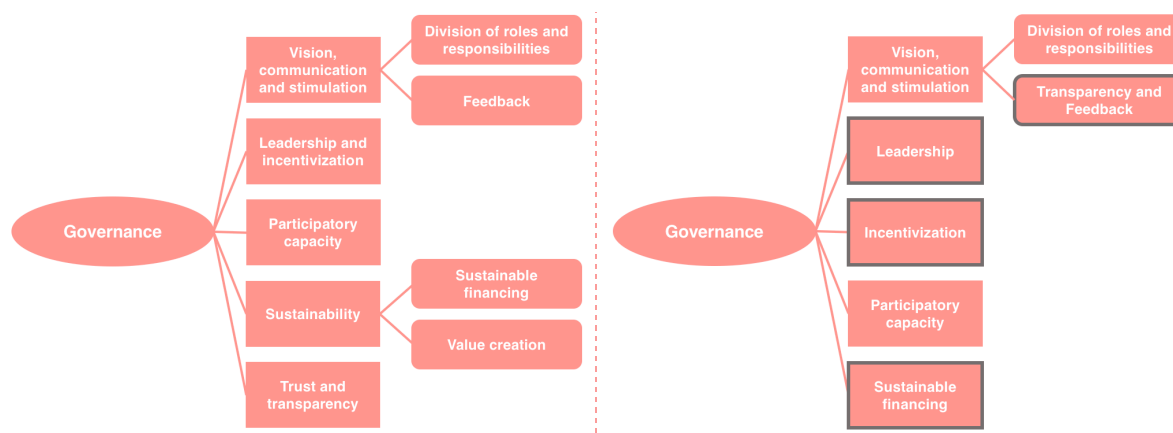 Governance
Vision,
communication
and stimulation
Division of roles and
responsibilities
Feedback
Leadership and
incentivization
Participatory
capacity
Sustainability
Sustainable
financing
Value creation
Trust and
transparency
Governance
Vision,
communication
and stimulation
Division of roles and
responsibilities
Transparency and
Feedback
Leadership
Incentivization
Participatory
capacity
Sustainable
financing